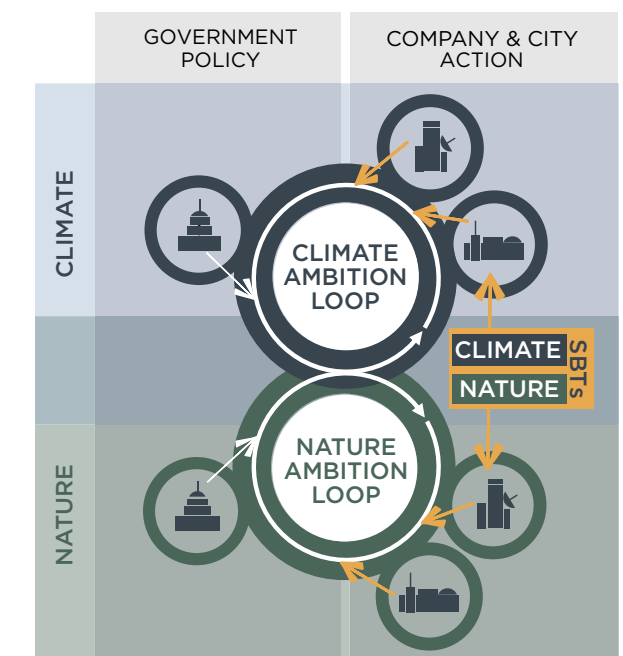 GOVERNMENT
POLICY
COMPANY & CITY
ACTION
CLIMATE
CLIMATE
AMBITION
LOOP
CLIMATE
NATURE
SBTs
NATURE
NATURE
AMBITION
LOOP